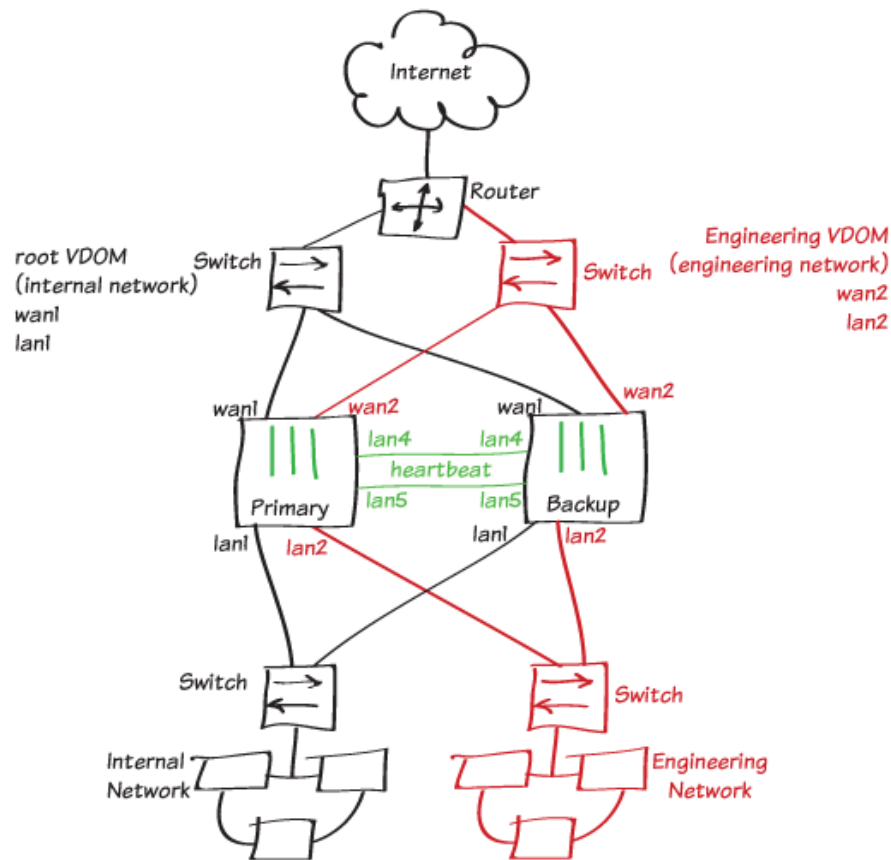 Internet
Router
root VDOM
(internal network)
wan1
lan1
Switch
Switch
Engineering VDOM
(engineering network)
wan2
lan2
wan1
wan2
wan1
wan2
lan4
lan4
heartbeat
lan5
lan5
Primary
Backup
lan1
lan2
lan1
lan2
Switch
Switch
Internal
Network
Engineering
Network